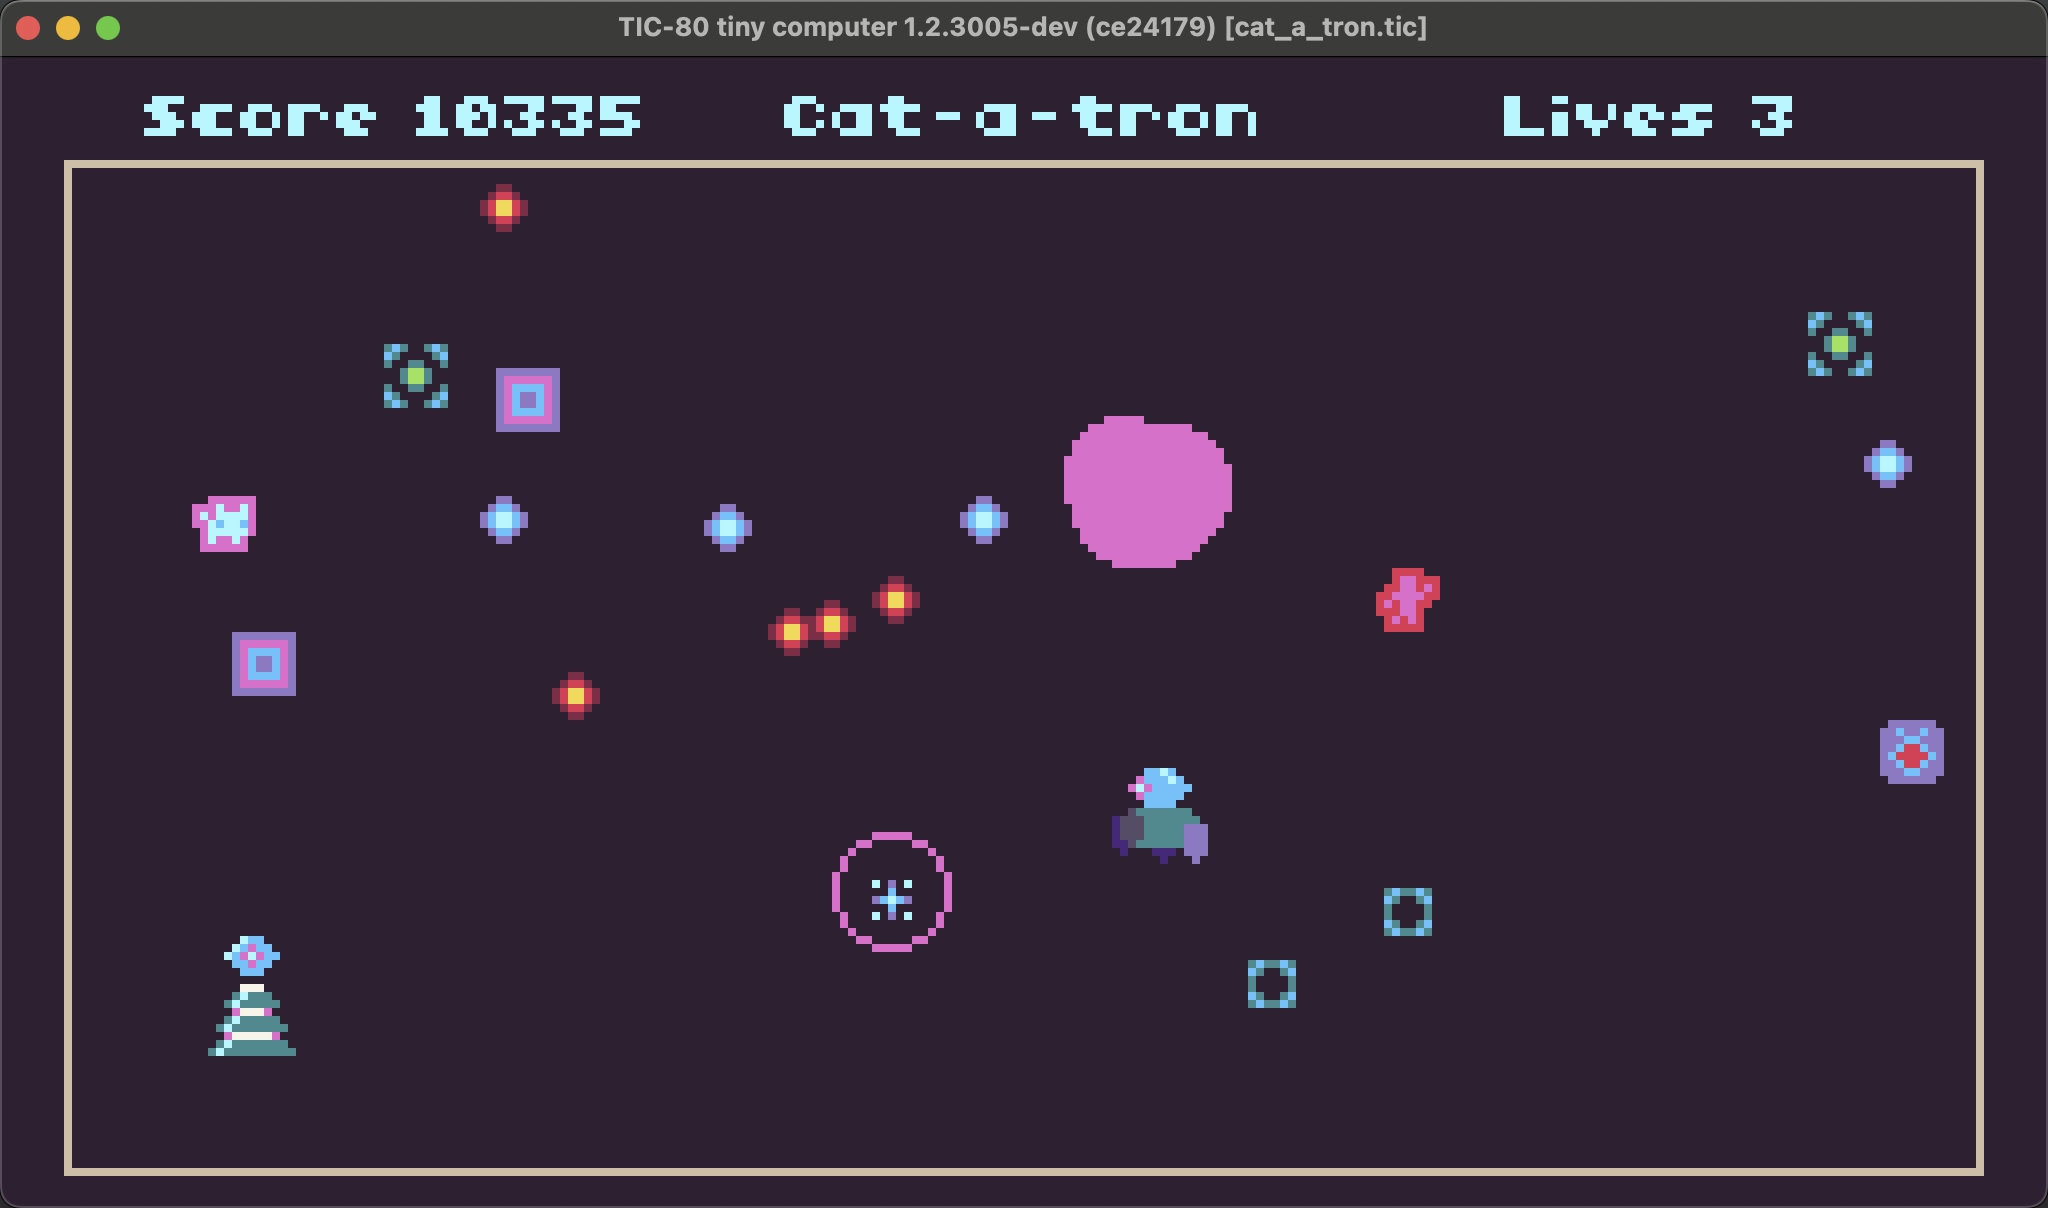 TIC-80 tiny computer 1.2.3005-dev (ce24179) [cat_a_tron.tic]
Score 10335 Cat-a-tron Lives 3